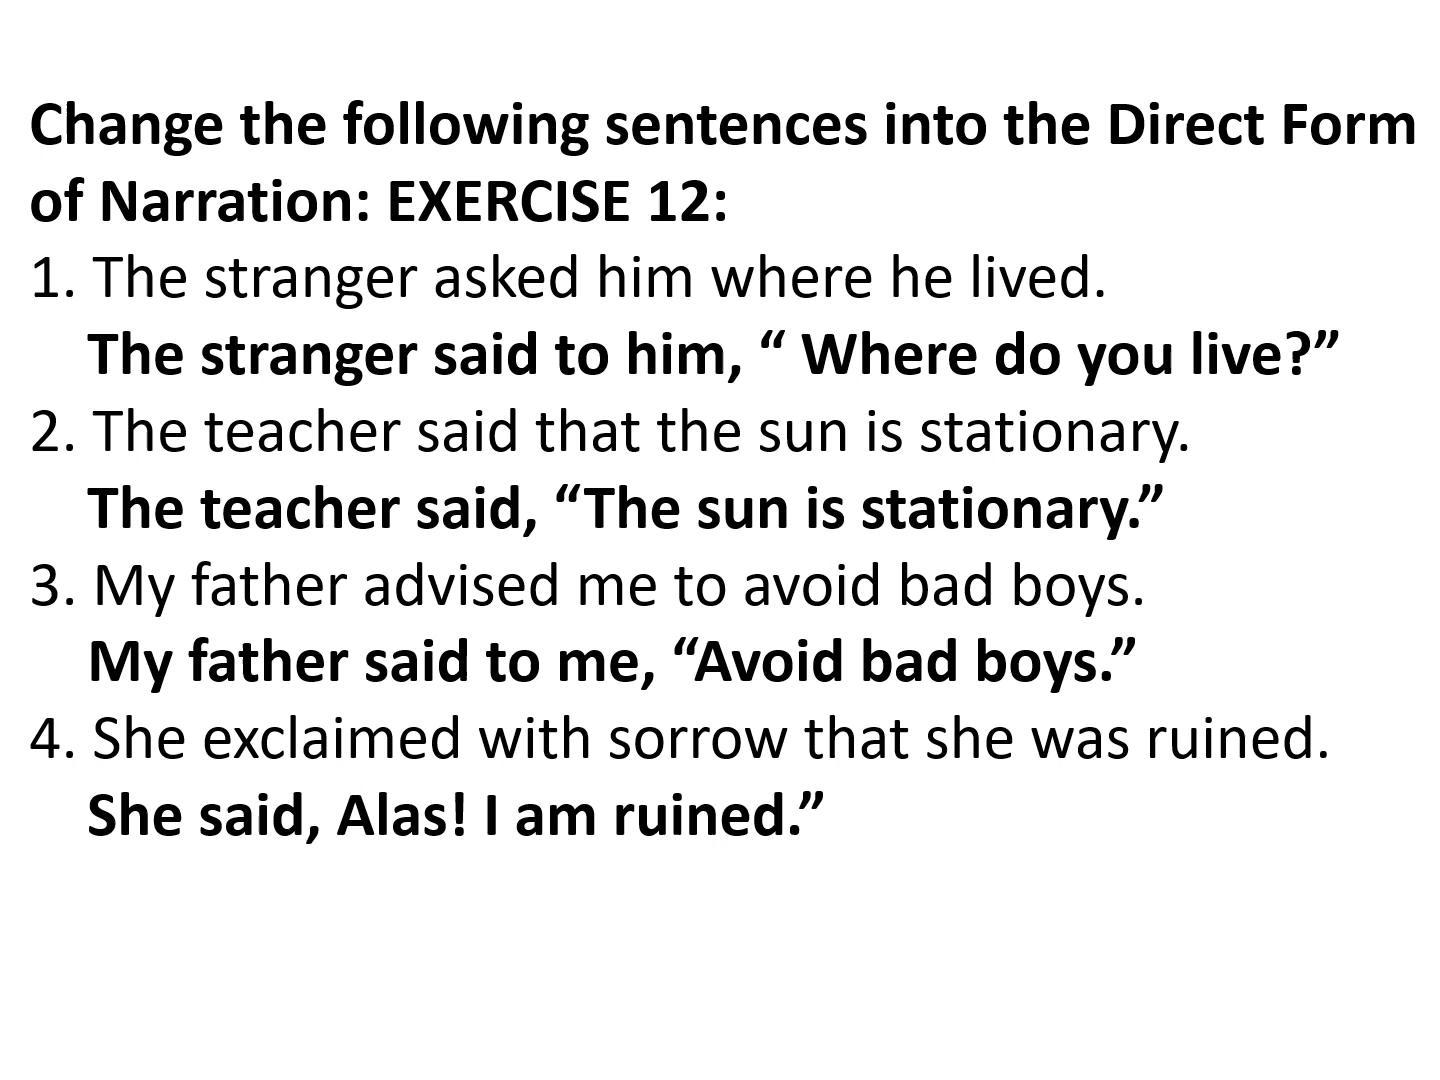 Change the following sentences into the Direct Form
of Narration: EXERCISE 12:
1. The stranger asked him where he lived.
The stranger said to him, “ Where do you live?”
2. The teacher said that the sun is stationary.
The teacher said, “The sun is stationary.”
3. My father advised me to avoid bad boys.
My father said to me, “Avoid bad boys.”
4. She exclaimed with sorrow that she was ruined.
She said, Alas! I am ruined.”